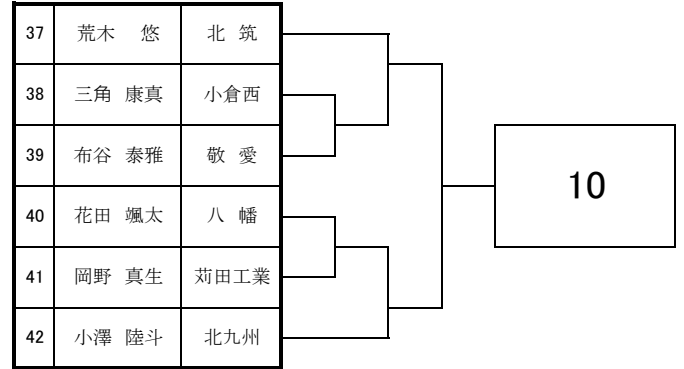 37 荒木 悠 北 筑
38 三角 康真 小倉西
39 布谷 泰雅 敬 愛
40 花田 颯太 八 幡
41 岡野 真生 苅田工業
42 小澤 陸斗 北九州
10